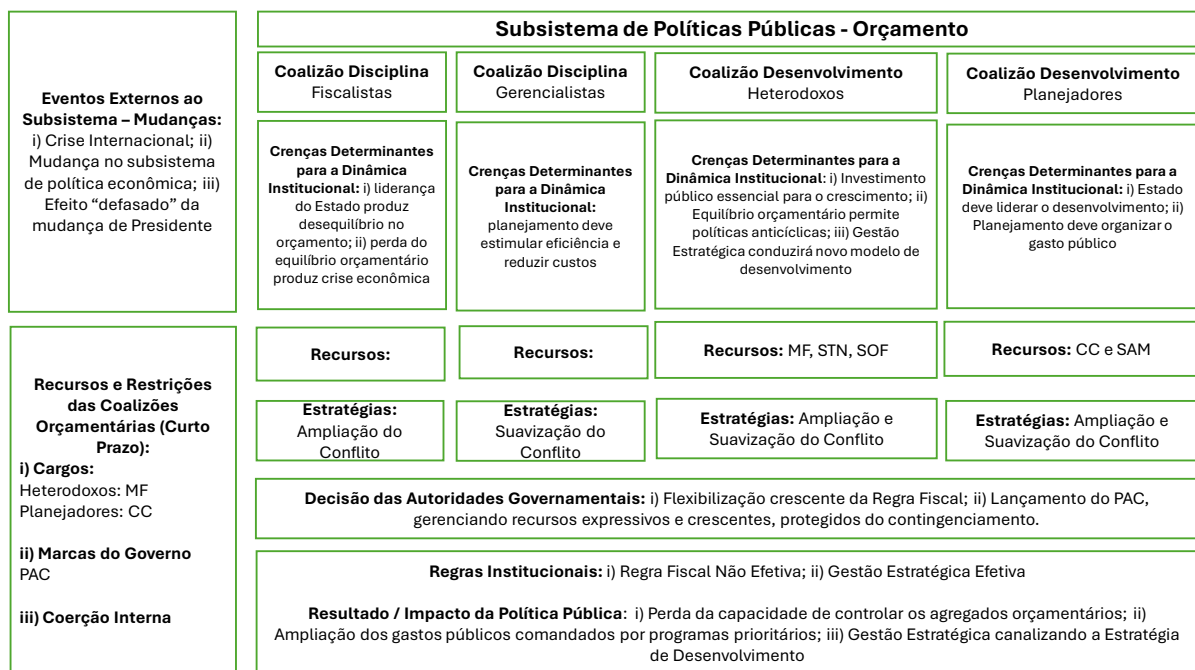 Eventos Externos ao
Subsistema – Mudanças:
i) Crise Internacional; ii)
Mudança no subsistema
de política econômica; iii)
Efeito “defasado” da
mudança de Presidente
Recursos e Restrições
das Coalizões
Orçamentárias (Curto
Prazo):
i) Cargos:
Heterodoxos: MF
Planejadores: CC
ii) Marcas do Governo
PAC
iii) Coerção Interna
Subsistema de Políticas Públicas - Orçamento
Coalizão Disciplina
Fiscalistas
Coalizão Disciplina
Gerencialistas
Coalizão Desenvolvimento
Heterodoxos
Coalizão Desenvolvimento
Planejadores
Crenças Determinantes
para a Dinâmica
Institucional: i) liderança
do Estado produz
desequilíbrio no
orçamento; ii) perda do
equilíbrio orçamentário
produz crise econômica
Crenças Determinantes
para a Dinâmica
Institucional:
planejamento deve
estimular eficiência e
reduzir custos
Crenças Determinantes para a
Dinâmica Institucional: i) Investimento
público essencial para o crescimento; ii)
Equilíbrio orçamentário permite
políticas anticíclicas; iii) Gestão
Estratégica conduzirá novo modelo de
desenvolvimento
Crenças Determinantes para a
Dinâmica Institucional: i) Estado
deve liderar o desenvolvimento; ii)
Planejamento deve organizar o
gasto público
Recursos:
Recursos:
Recursos: MF, STN, SOF
Recursos: CC e SAM
Estratégias:
Ampliação do
Conflito
Estratégias:
Suavização do
Conflito
Estratégias: Ampliação e
Suavização do Conflito
Estratégias: Ampliação e
Suavização do Conflito
Decisão das Autoridades Governamentais: i) Flexibilização crescente da Regra Fiscal; ii) Lançamento do PAC,
gerenciando recursos expressivos e crescentes, protegidos do contingenciamento.
Regras Institucionais: i) Regra Fiscal Não Efetiva; ii) Gestão Estratégica Efetiva
Resultado / Impacto da Política Pública: i) Perda da capacidade de controlar os agregados orçamentários; ii)
Ampliação dos gastos públicos comandados por programas prioritários; iii) Gestão Estratégica canalizando a Estratégia
de Desenvolvimento